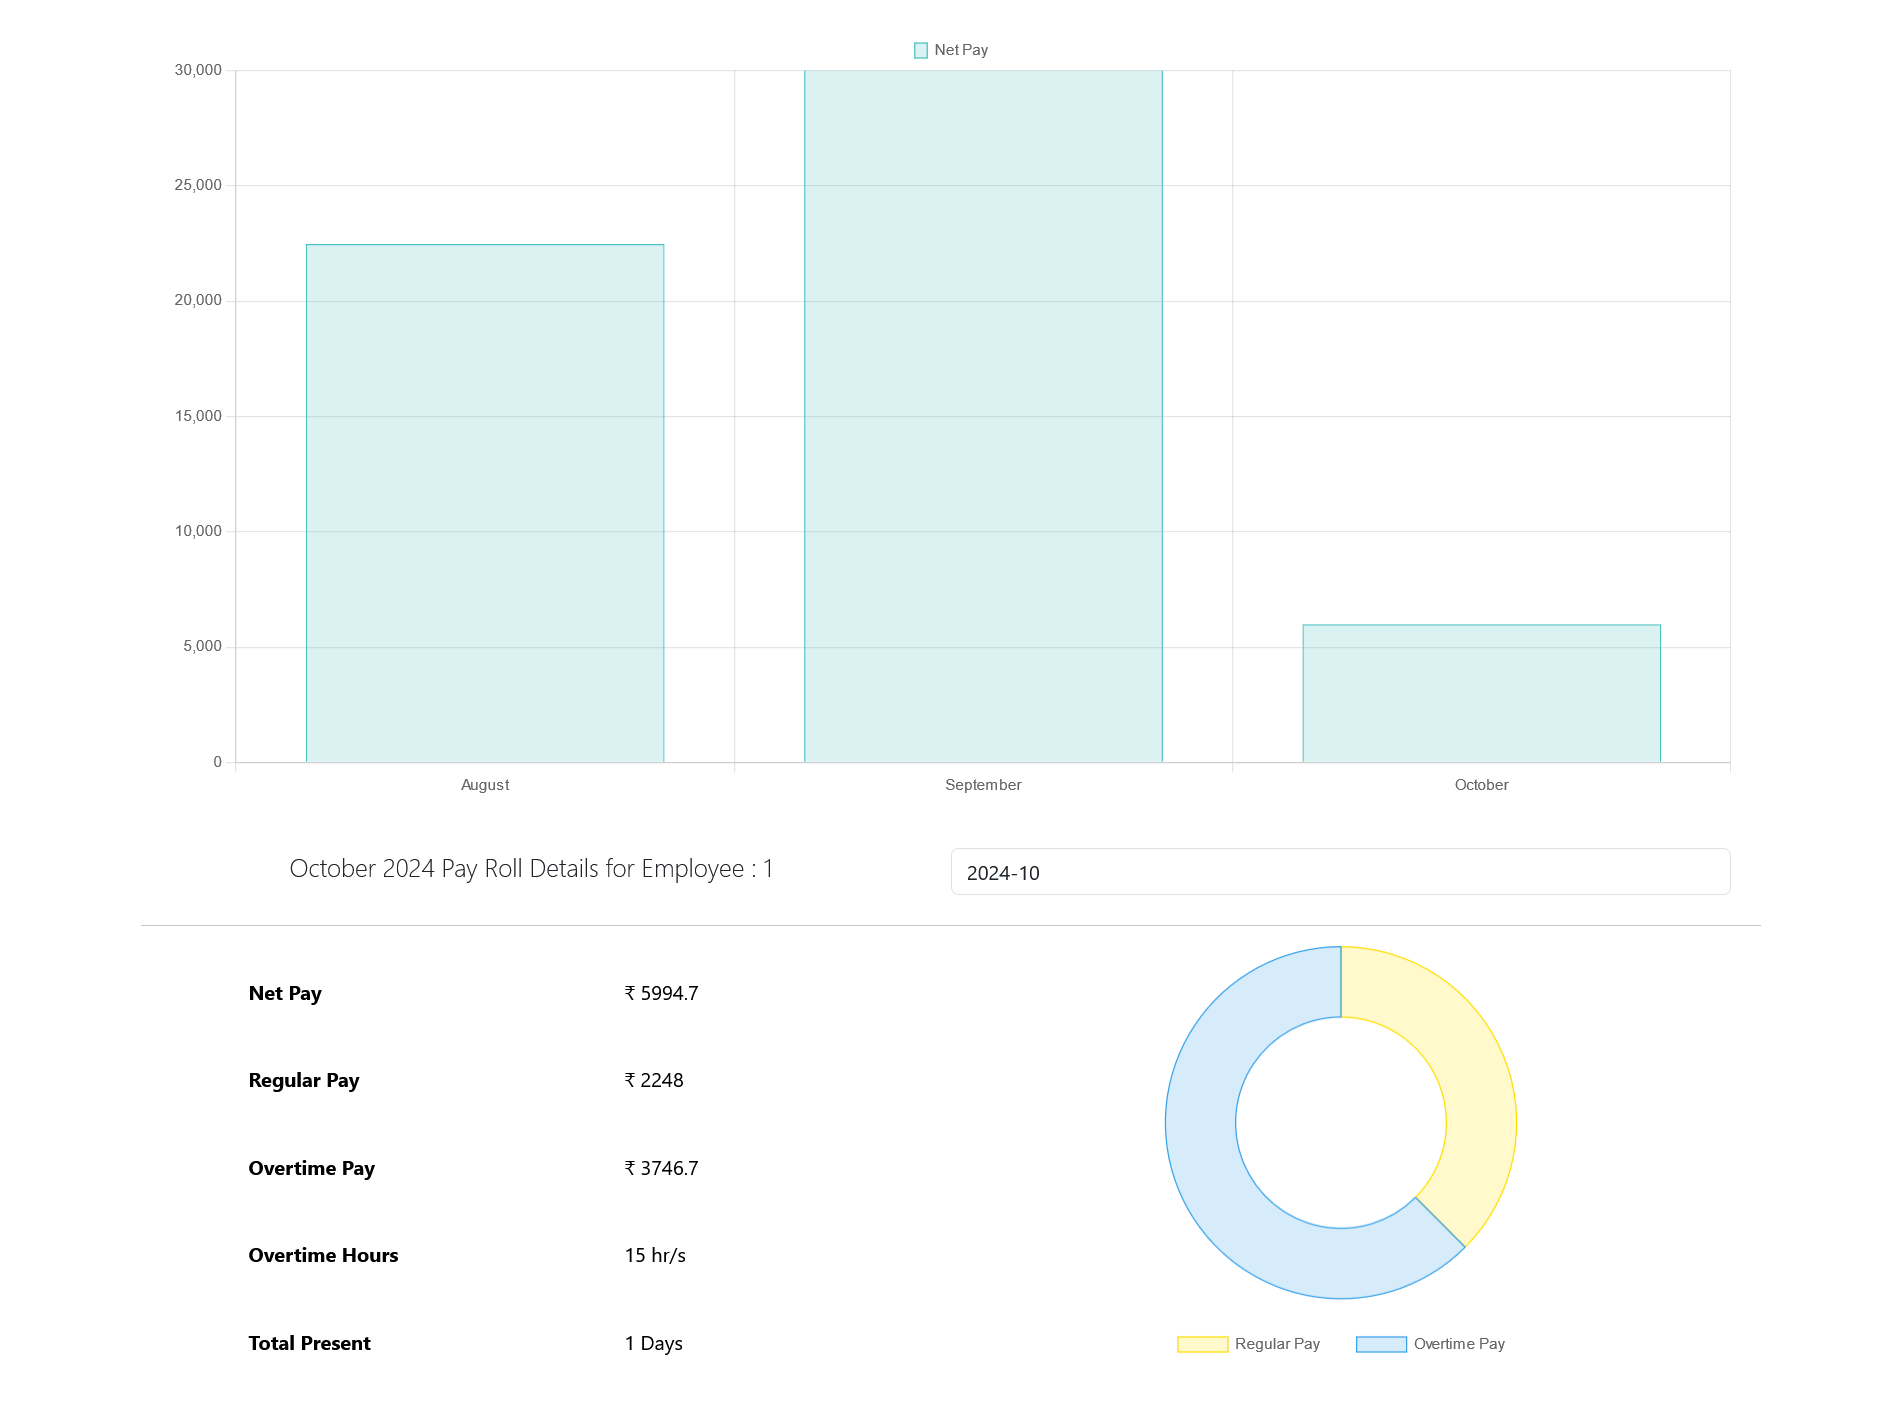 Net Pay
30,000
25,000
20,000
15,000
10,000
5,000
0
August September October
October 2024 Pay Roll Details for Employee : 1
2024-10
Net Pay ₹ 5994.7
Regular Pay ₹ 2248
Overtime Pay ₹ 3746.7
Overtime Hours 15 hr/s
Total Present 1 Days
Regular Pay Overtime Pay